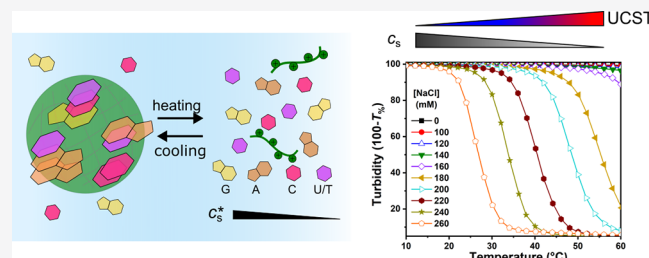 UCST
cs
heating
cooling
G A C U/T
cs*
[NaCl]
(mM)
0
100
120
140
160
180
200
220
240
260
Turbidity (100-T%)
100
80
60
40
20
0
10 20 30 40 50 60
Temperature (°C)